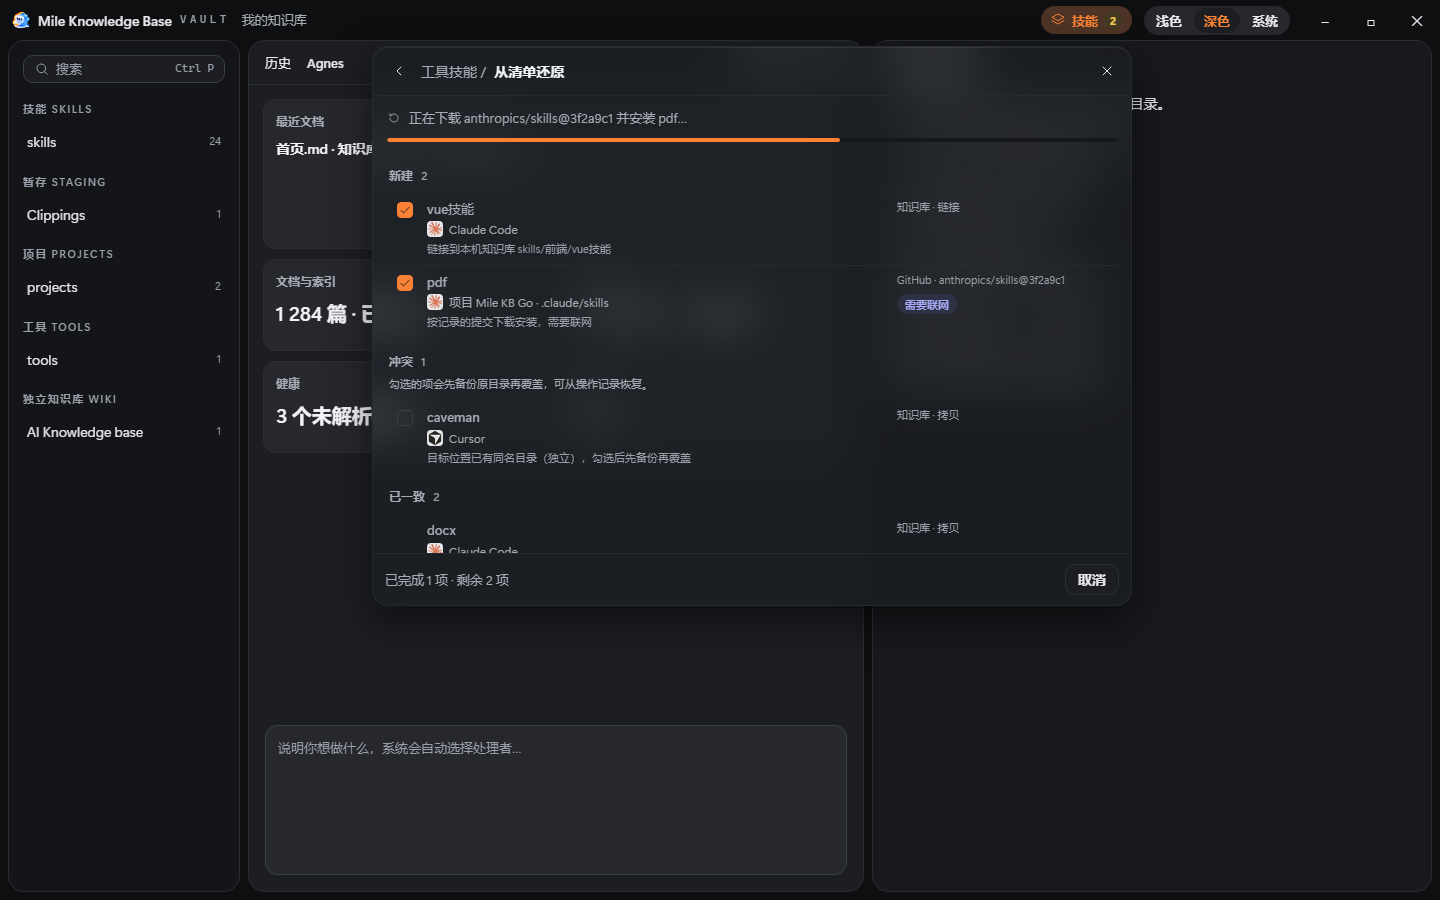 Mile Knowledge Base VAULT 我的知识库
技能 2
浅色 深色 系统
搜索 Ctrl P
技能 SKILLS
skills 24
暂存 STAGING
Clippings 1
项目 PROJECTS
projects 2
工具 TOOLS
tools 1
独立知识库 WIKI
AI Knowledge base 1
历史 Agnes
最近文档
首页.md · 知识库
文档与索引
1 284 篇 · 已
健康
3 个未解析
说明你想做什么，系统会自动选择处理者...
目录。
工具技能 / 从清单还原
正在下载 anthropics/skills@3f2a9c1 并安装 pdf...
新建 2
vue技能
Claude Code
链接到本机知识库 skills/前端/vue技能
知识库 · 链接
pdf
项目 Mile KB Go · .claude/skills
按记录的提交下载安装，需要联网
GitHub · anthropics/skills@3f2a9c1
需要联网
冲突 1
勾选的项会先备份原目录再覆盖，可从操作记录恢复。
caveman
Cursor
目标位置已有同名目录（独立），勾选后先备份再覆盖
知识库 · 拷贝
已一致 2
docx
Claude Code
知识库 · 拷贝
已完成 1 项 · 剩余 2 项
取消